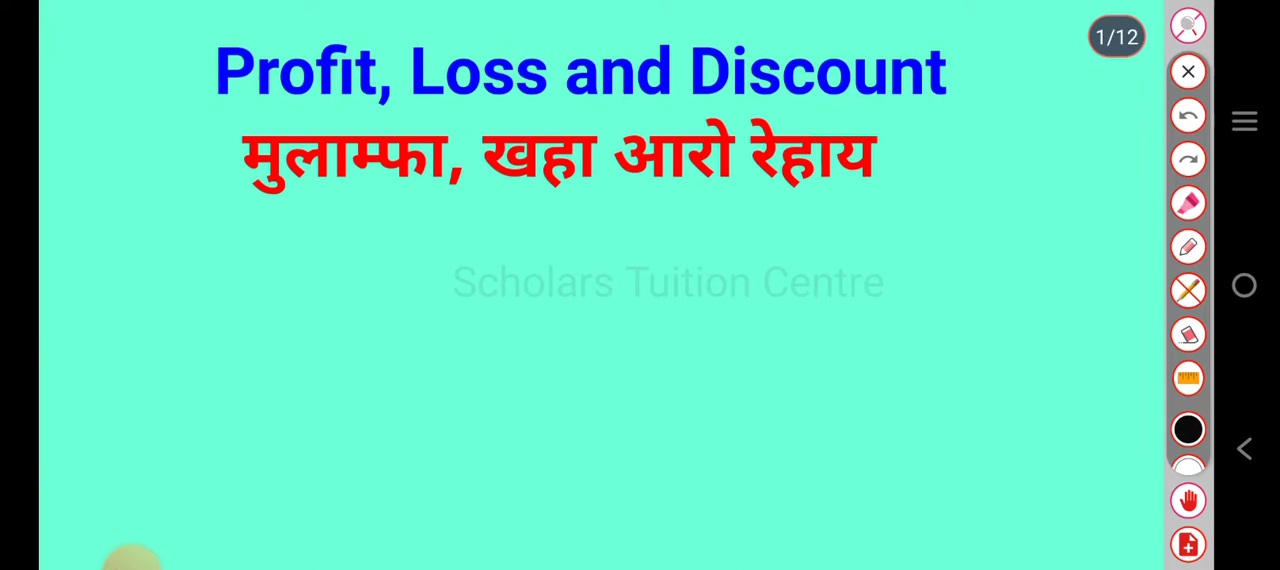 Profit, Loss and Discount
1/12
मुलाम्फा, खहा आरो रेहाय
Scholars Tuition Centre